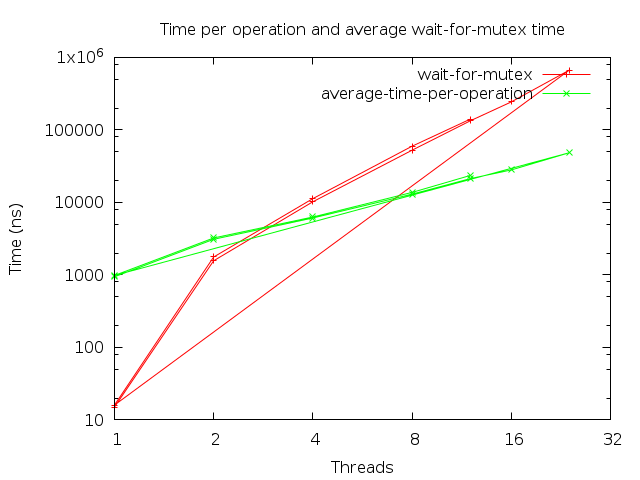 Time per operation and average wait-for-mutex time
1x10^6
wait-for-mutex
average-time-per-operation
100000
10000
Time (ns)
1000
100
10
1 2 4 8 16 32
Threads